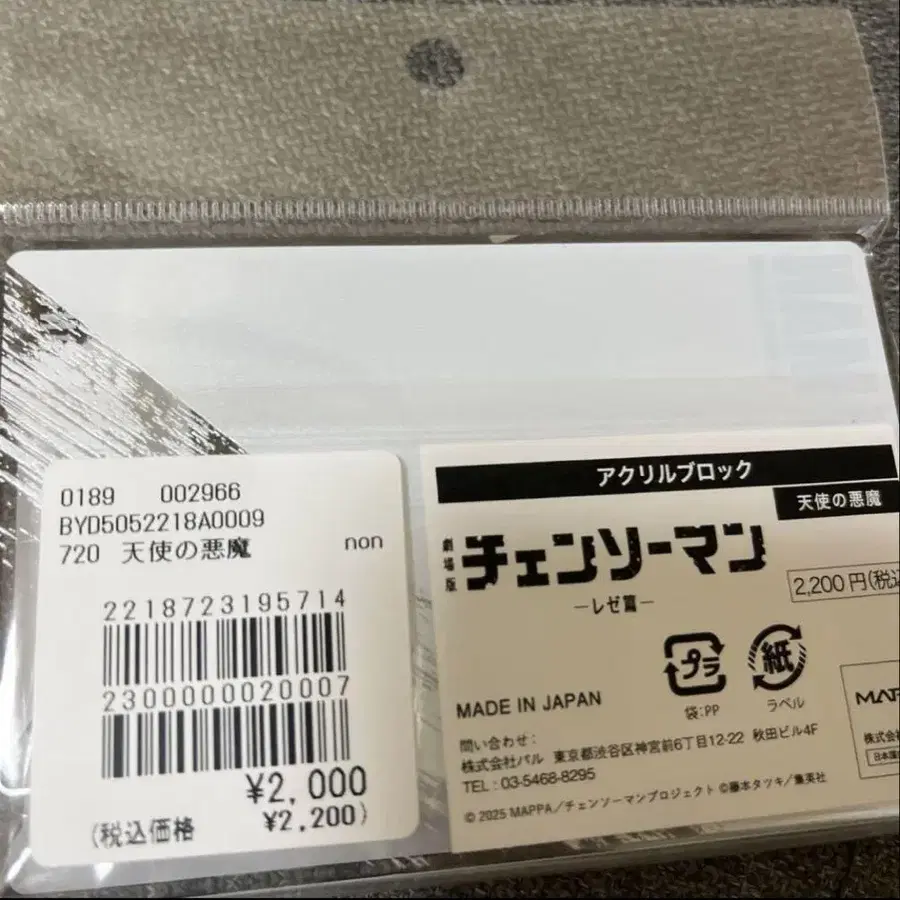 0189 002966
BYD5052218A0009
720 天使の悪魔 non
2218723195714
2300000020007
¥2,000
(税込価格 ¥2,200)
アクリルブロック
天使の悪魔
劇場版 チェンソーマン
―レゼ篇―
2,200円(税込
プラ
袋:PP
紙
ラベル
MADE IN JAPAN
問い合わせ:
株式会社パル 東京都渋谷区神宮前6丁目12-22 秋田ビル4F
TEL:03-5468-8295
© 2025 MAPPA/チェンソーマンプロジェクト ©藤本タツキ/集英社
株式会
日本国